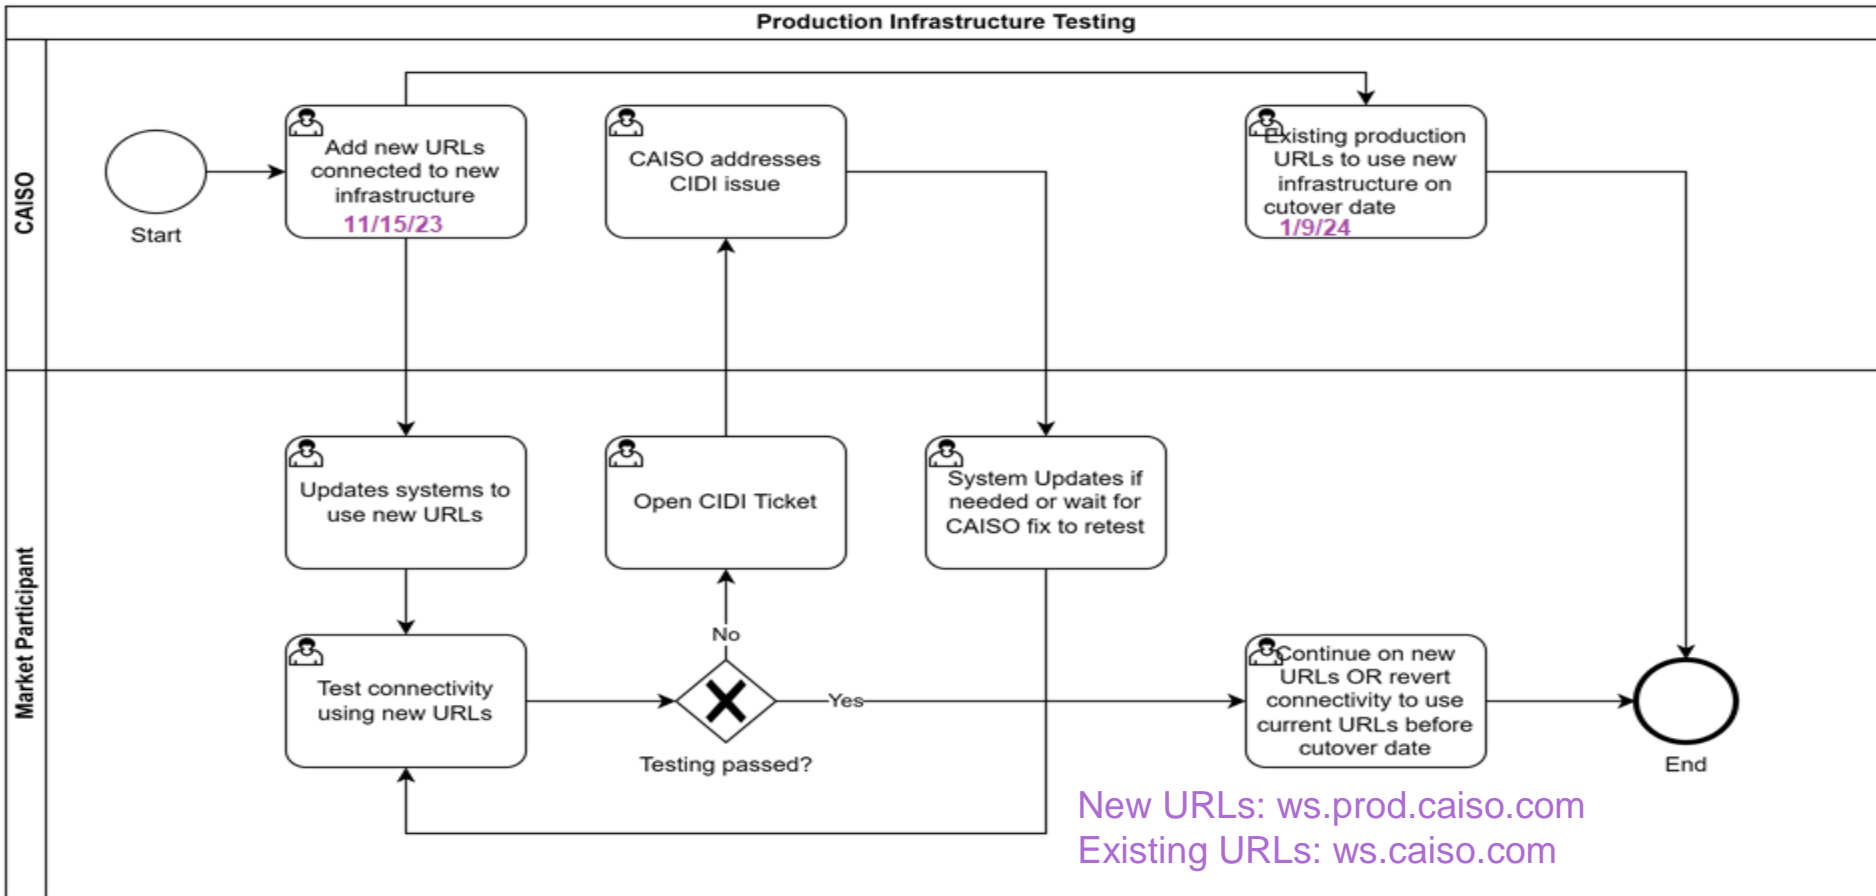 Production Infrastructure Testing
CAISO
Start
Add new URLs
connected to new
infrastructure
11/15/23
CAISO addresses
CIDI issue
Existing production
URLs to use new
infrastructure on
cutover date
1/9/24
Market Participant
Updates systems to
use new URLs
Open CIDI Ticket
System Updates if
needed or wait for
CAISO fix to retest
Test connectivity
using new URLs
No
Testing passed?
Yes
Continue on new
URLs OR revert
connectivity to use
current URLs before
cutover date
End
New URLs: ws.prod.caiso.com
Existing URLs: ws.caiso.com